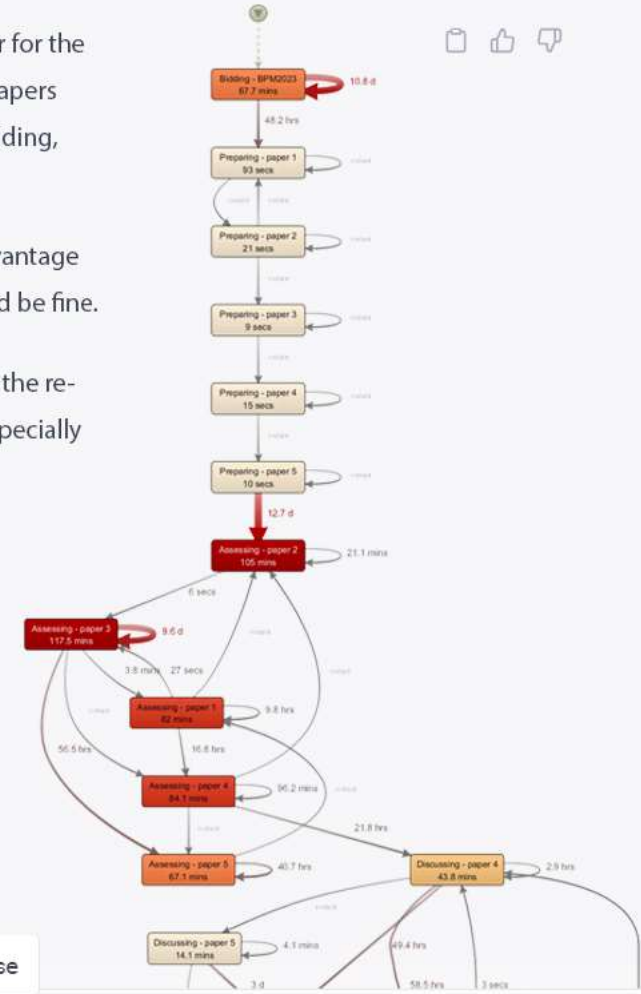 r for the
apers
ding,
vantage
d be fine.
the re-
pecially
se
Bidding - BPM2023
67.7 mins
10.8 d
48.2 hrs
Preparing - paper 1
93 secs
Preparing - paper 2
21 secs
Preparing - paper 3
9 secs
Preparing - paper 4
15 secs
Preparing - paper 5
10 secs
12.7 d
Assessing - paper 2
105 mins
21.1 mins
6 secs
Assessing - paper 3
117.5 mins
9.6 d
3.8 mins
27 secs
Assessing - paper 1
82 mins
9.8 hrs
56.5 hrs
16.6 hrs
Assessing - paper 4
84.1 mins
96.2 mins
21.8 hrs
Assessing - paper 5
67.1 mins
40.7 hrs
Discussing - paper 4
43.8 mins
2.9 hrs
Discussing - paper 5
14.1 mins
4.1 mins
49.4 hrs
3 d
58.5 hrs
3 secs